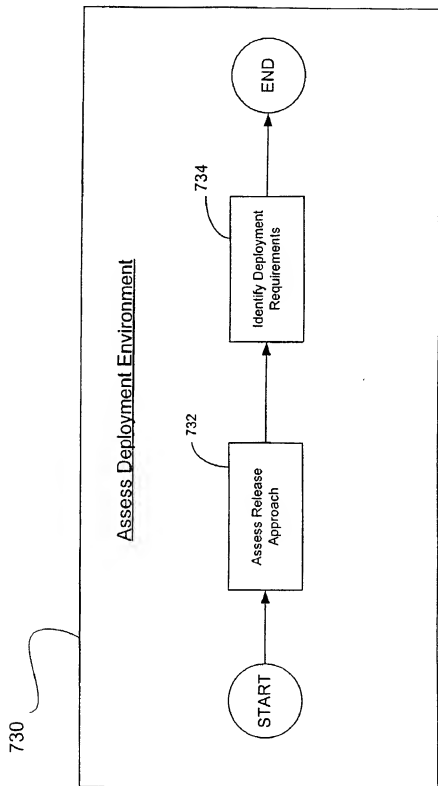 730
Assess Deployment Environment
START
732
Assess Release
Approach
734
Identify Deployment
Requirements
END